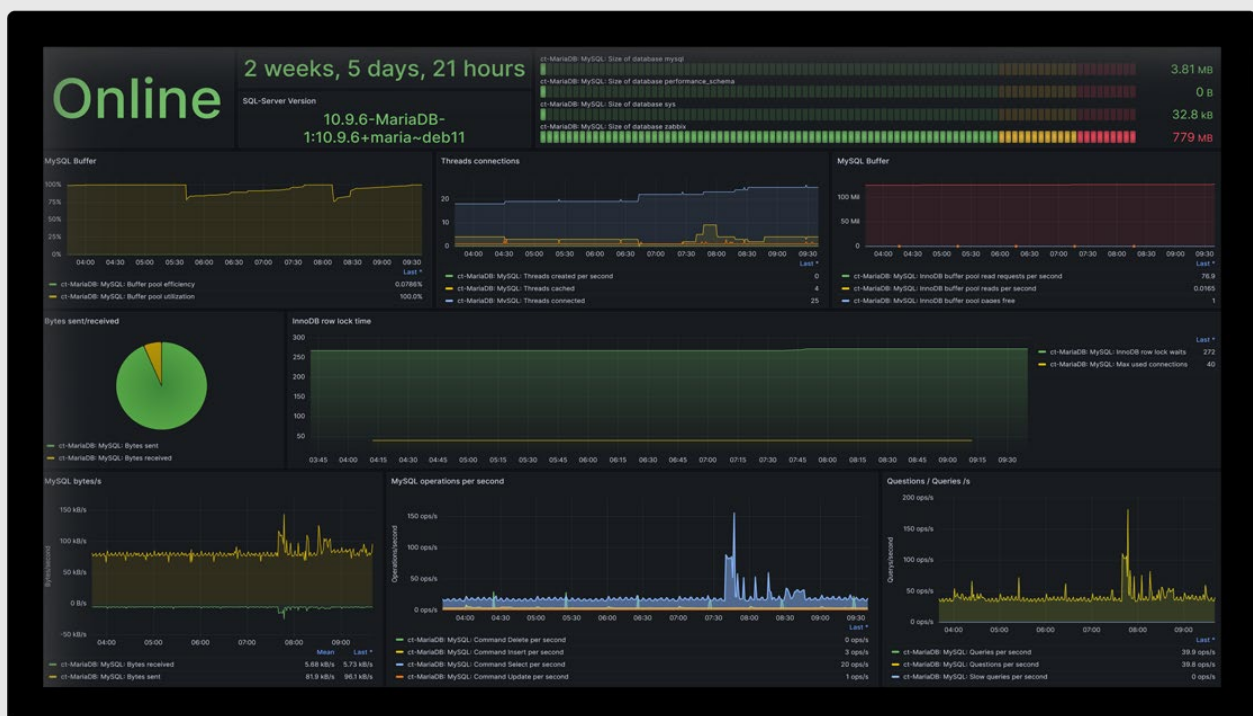 Online
2 weeks, 5 days, 21 hours
SQL-Server Version
10.9.6-MariaDB-
1:10.9.6+maria~deb11
ct-MariaDB: MySQL: Size of database mysql
3.81 MB
ct-MariaDB: MySQL: Size of database performance_schema
0 B
ct-MariaDB: MySQL: Size of database sys
32.8 kB
ct-MariaDB: MySQL: Size of database zabbix
779 MB
MySQL Buffer
100%
75%
50%
25%
0%
04:00 04:30 05:00 05:30 06:00 06:30 07:00 07:30 08:00 08:30 09:00 09:30
Last *
ct-MariaDB: MySQL: Buffer pool efficiency 0.0786%
ct-MariaDB: MySQL: Buffer pool utilization 100.0%
Threads connections
20
10
0
04:00 04:30 05:00 05:30 06:00 06:30 07:00 07:30 08:00 08:30 09:00 09:30
Last *
ct-MariaDB: MySQL: Threads created per second 0
ct-MariaDB: MySQL: Threads cached 4
ct-MariaDB: MySQL: Threads connected 25
MySQL Buffer
100 Mil
50 Mil
0
04:00 04:30 05:00 05:30 06:00 06:30 07:00 07:30 08:00 08:30 09:00 09:30
Last *
ct-MariaDB: MySQL: InnoDB buffer pool read requests per second 76.9
ct-MariaDB: MySQL: InnoDB buffer pool reads per second 0.0165
ct-MariaDB: MySQL: InnoDB buffer pool pages free 1
Bytes sent/received
ct-MariaDB: MySQL: Bytes sent
ct-MariaDB: MySQL: Bytes received
InnoDB row lock time
300
250
200
150
100
50
03:45 04:00 04:15 04:30 04:45 05:00 05:15 05:30 05:45 06:00 06:15 06:30 06:45 07:00 07:15 07:30 07:45 08:00 08:15 08:30 08:45 09:00 09:15 09:30
Last *
ct-MariaDB: MySQL: InnoDB row lock waits 272
ct-MariaDB: MySQL: Max used connections 40
MySQL bytes/s
Bytes/second
150 kB/s
100 kB/s
50 kB/s
0 B/s
-50 kB/s
04:00 05:00 06:00 07:00 08:00 09:00
Mean Last *
ct-MariaDB: MySQL: Bytes received 5.68 kB/s 5.73 kB/s
ct-MariaDB: MySQL: Bytes sent 81.9 kB/s 96.1 kB/s
MySQL operations per second
Operations/second
150 ops/s
100 ops/s
50 ops/s
0 ops/s
04:00 04:30 05:00 05:30 06:00 06:30 07:00 07:30 08:00 08:30 09:00 09:30
Last *
ct-MariaDB: MySQL: Command Delete per second 0 ops/s
ct-MariaDB: MySQL: Command Insert per second 3 ops/s
ct-MariaDB: MySQL: Command Select per second 20 ops/s
ct-MariaDB: MySQL: Command Update per second 1 ops/s
Questions / Queries /s
Querys/second
200 ops/s
150 ops/s
100 ops/s
50 ops/s
0 ops/s
04:00 05:00 06:00 07:00 08:00 09:00
Last *
ct-MariaDB: MySQL: Queries per second 39.9 ops/s
ct-MariaDB: MySQL: Questions per second 39.8 ops/s
ct-MariaDB: MySQL: Slow queries per second 0 ops/s